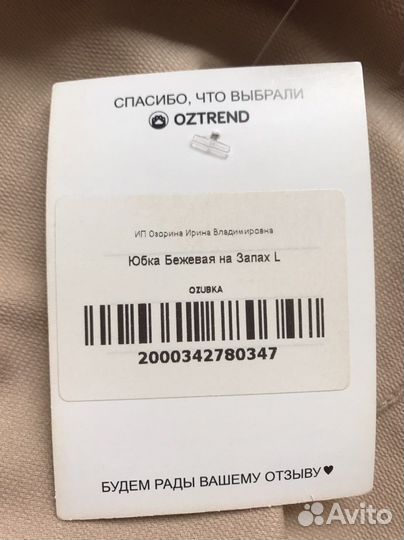 СПАСИБО, ЧТО ВЫБРАЛИ
OZTREND
ИП Озорина Ирина Владимировна
Юбка Бежевая на Запах L
OZUBKA
2000342780347
БУДЕМ РАДЫ ВАШЕМУ ОТЗЫВУ♥
Avito